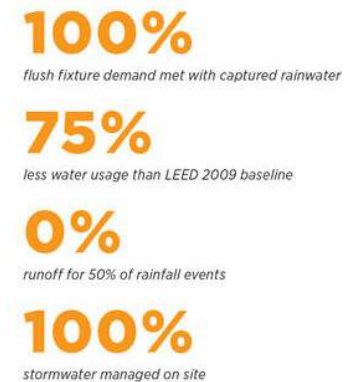 100%
flush fixture demand met with captured rainwater
75%
less water usage than LEED 2009 baseline
0%
runoff for 50% of rainfall events
100%
stormwater managed on site